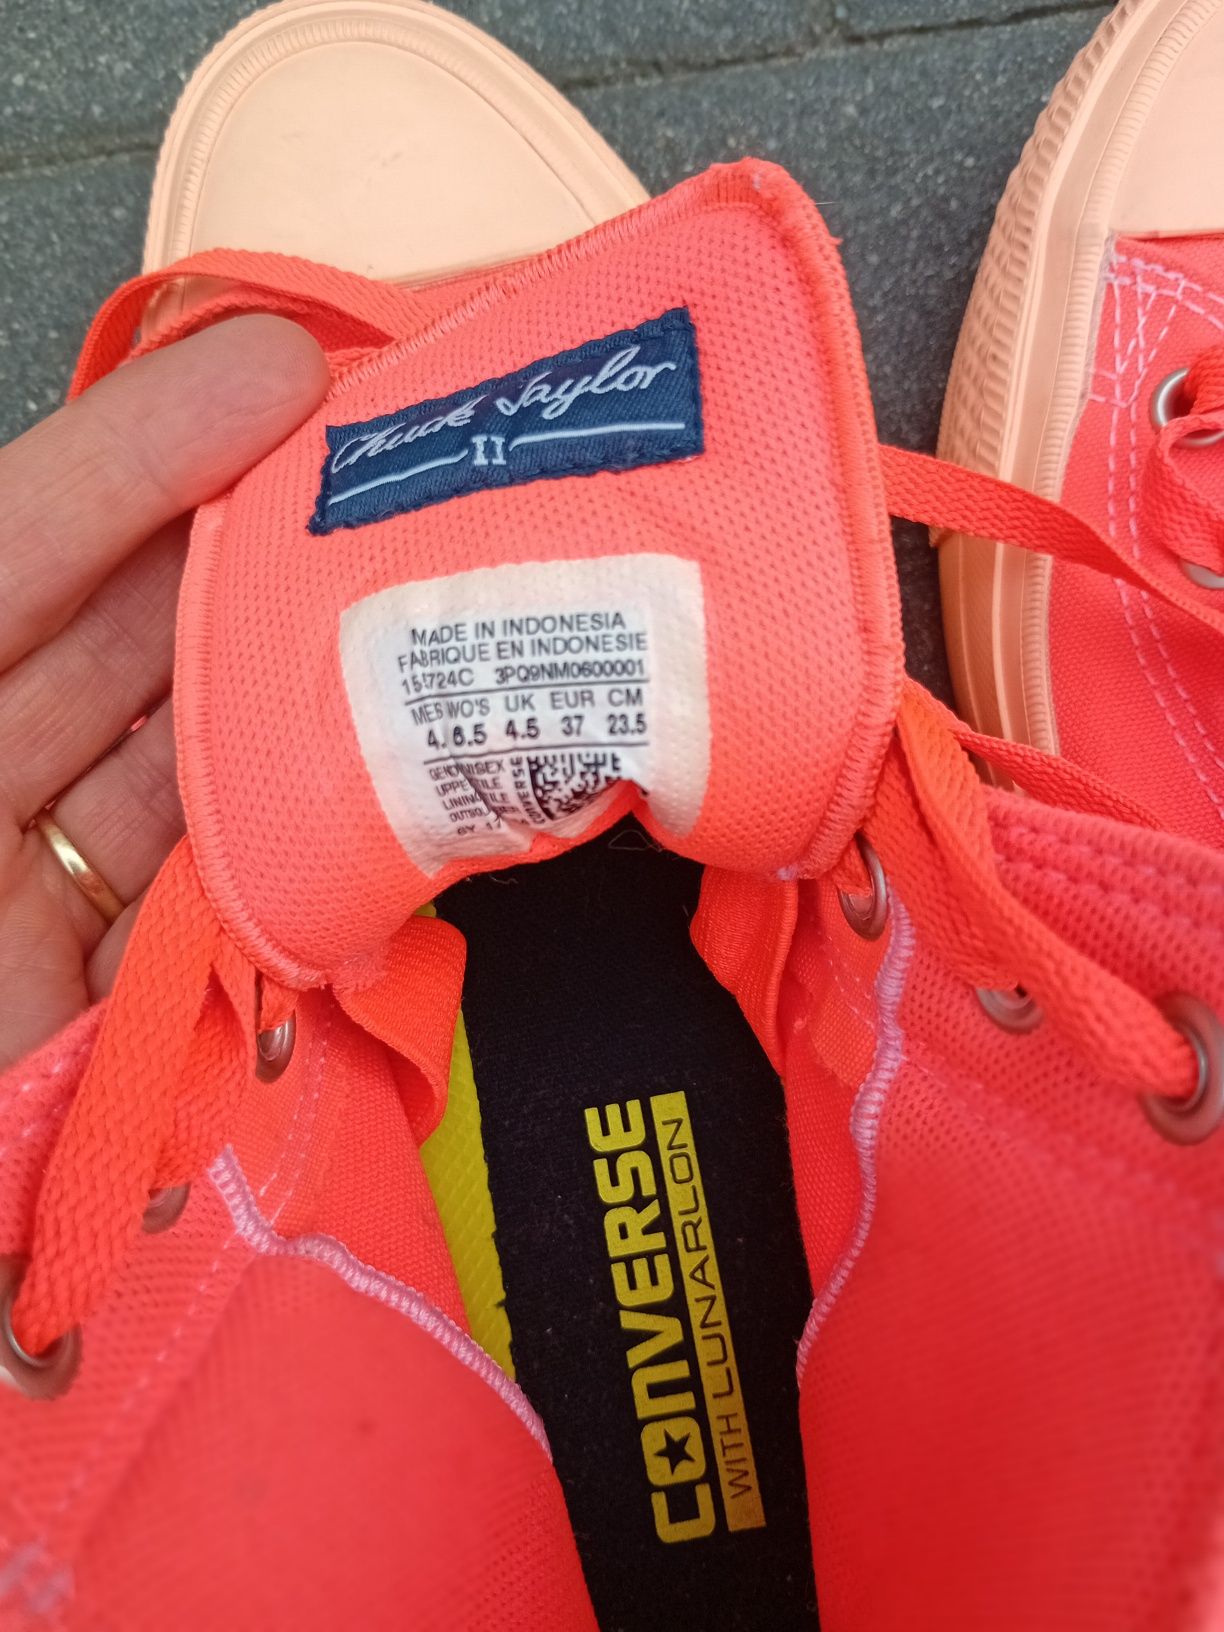 Chuck Taylor
II
MADE IN INDONESIA
FABRIQUE EN INDONESIE
3PQ9NM0600001
WO'S UK EUR CM
6.5 4.5 37 23.5
CONVERSE
CONVERSE
WITH LUNARLON